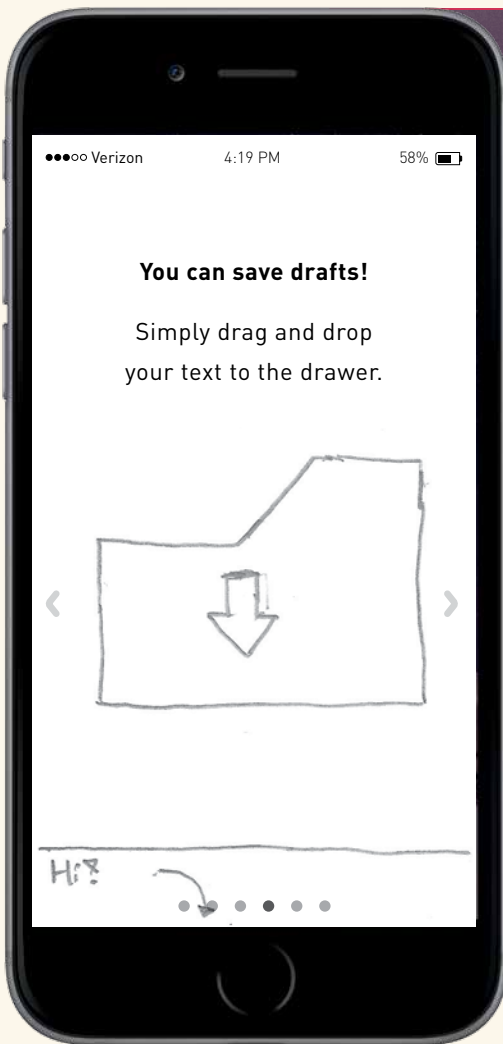 ●●●○○ Verizon 4:19 PM 58%
You can save drafts!
Simply drag and drop
your text to the drawer.
Hi?